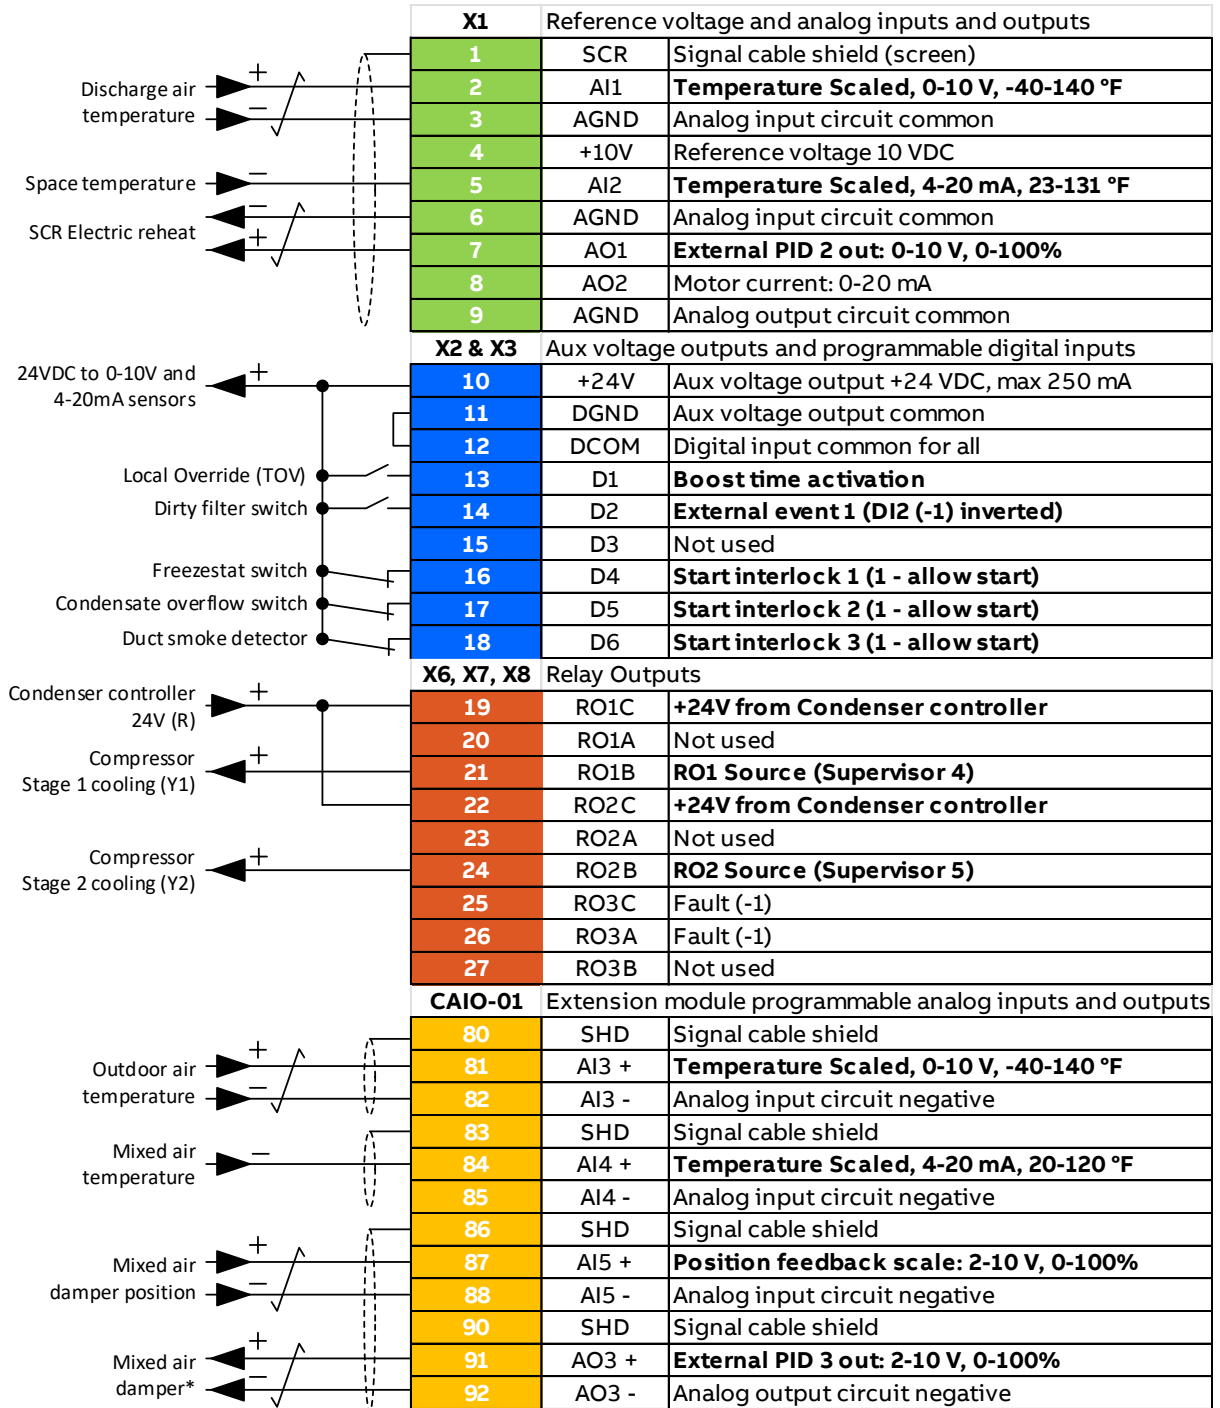 X1 Reference voltage and analog inputs and outputs
1 SCR Signal cable shield (screen)
Discharge air temperature + −
2 AI1 Temperature Scaled, 0-10 V, -40-140 ºF
3 AGND Analog input circuit common
4 +10V Reference voltage 10 VDC
Space temperature −
5 AI2 Temperature Scaled, 4-20 mA, 23-131 ºF
SCR Electric reheat − +
6 AGND Analog input circuit common
7 AO1 External PID 2 out: 0-10 V, 0-100%
8 AO2 Motor current: 0-20 mA
9 AGND Analog output circuit common
X2 & X3 Aux voltage outputs and programmable digital inputs
24VDC to 0-10V and
4-20mA sensors +
10 +24V Aux voltage output +24 VDC, max 250 mA
11 DGND Aux voltage output common
12 DCOM Digital input common for all
Local Override (TOV) 13 D1 Boost time activation
Dirty filter switch 14 D2 External event 1 (DI2 (-1) inverted)
15 D3 Not used
Freezestat switch 16 D4 Start interlock 1 (1 - allow start)
Condensate overflow switch 17 D5 Start interlock 2 (1 - allow start)
Duct smoke detector 18 D6 Start interlock 3 (1 - allow start)
X6, X7, X8 Relay Outputs
Condenser controller
24V (R) +
19 RO1C +24V from Condenser controller
20 RO1A Not used
Compressor
Stage 1 cooling (Y1) +
21 RO1B RO1 Source (Supervisor 4)
22 RO2C +24V from Condenser controller
23 RO2A Not used
Compressor
Stage 2 cooling (Y2) +
24 RO2B RO2 Source (Supervisor 5)
25 RO3C Fault (-1)
26 RO3A Fault (-1)
27 RO3B Not used
CAIO-01 Extension module programmable analog inputs and outputs
80 SHD Signal cable shield
Outdoor air
temperature + −
81 AI3 + Temperature Scaled, 0-10 V, -40-140 ºF
82 AI3 - Analog input circuit negative
83 SHD Signal cable shield
Mixed air
temperature −
84 AI4 + Temperature Scaled, 4-20 mA, 20-120 ºF
85 AI4 - Analog input circuit negative
86 SHD Signal cable shield
Mixed air
damper position + −
87 AI5 + Position feedback scale: 2-10 V, 0-100%
88 AI5 - Analog input circuit negative
90 SHD Signal cable shield
Mixed air
damper* + −
91 AO3 + External PID 3 out: 2-10 V, 0-100%
92 AO3 - Analog output circuit negative